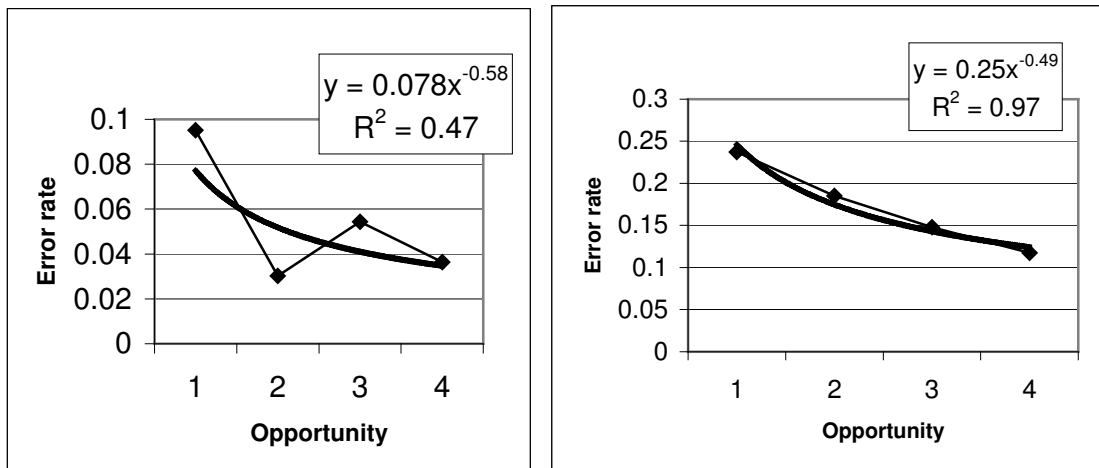 y = 0.078x^-0.58
R² = 0.47
0.1
0.08
0.06
0.04
0.02
0
Error rate
1 2 3 4
Opportunity
y = 0.25x^-0.49
R² = 0.97
0.3
0.25
0.2
0.15
0.1
0.05
0
Error rate
1 2 3 4
Opportunity